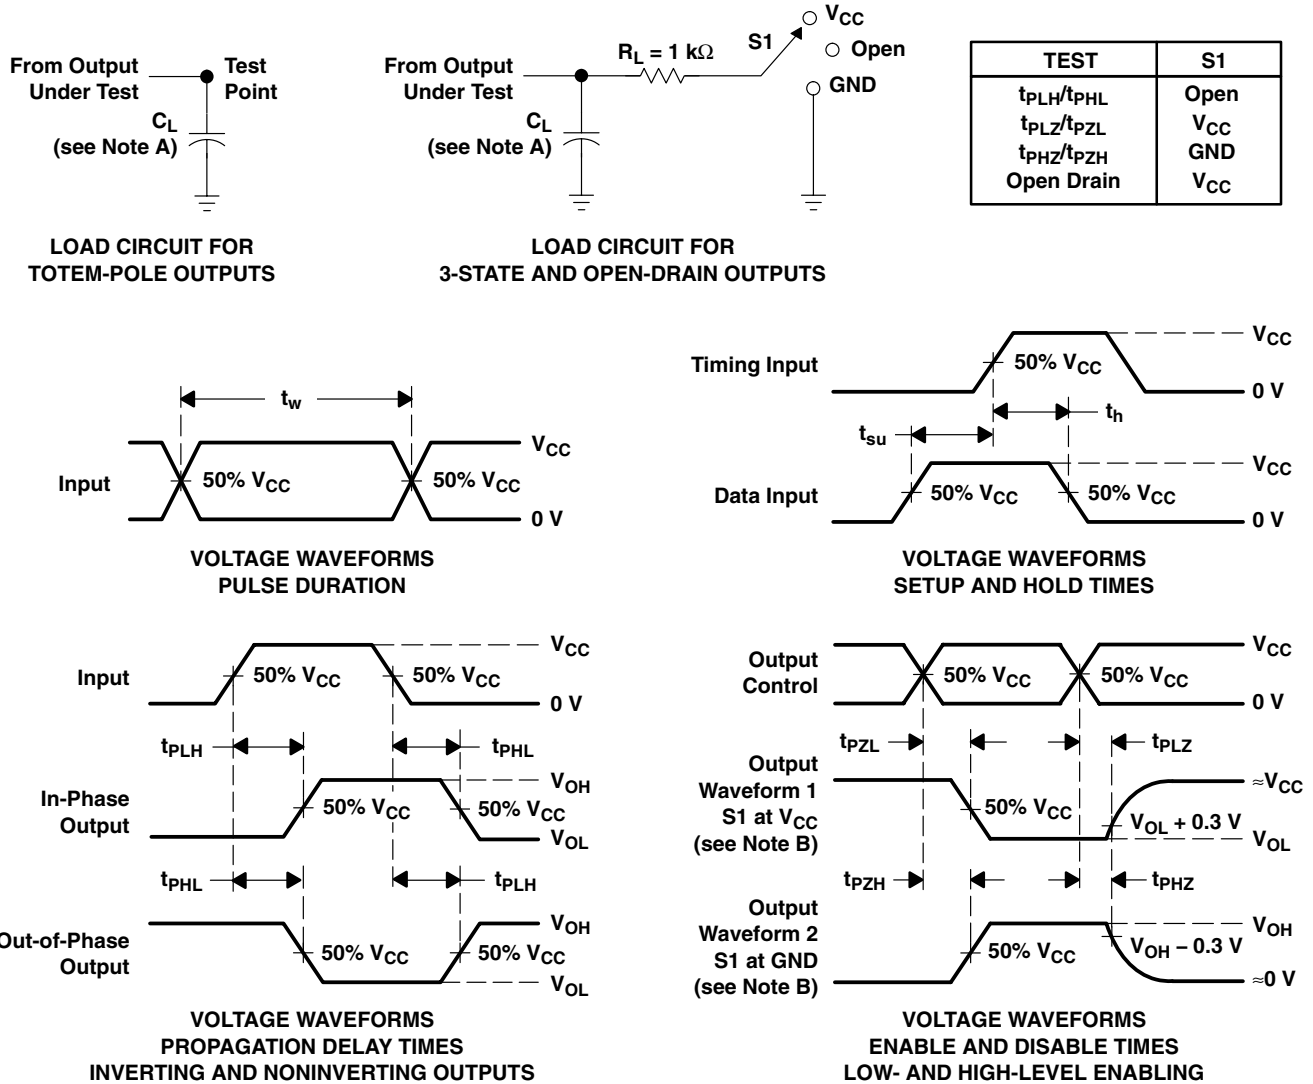 From Output
Under Test
Test
Point
CL
(see Note A)
LOAD CIRCUIT FOR
TOTEM-POLE OUTPUTS
From Output
Under Test
RL = 1 kΩ
S1
VCC
Open
GND
CL
(see Note A)
LOAD CIRCUIT FOR
3-STATE AND OPEN-DRAIN OUTPUTS
TEST S1
tPLH/tPHL Open
tPLZ/tPZL VCC
tPHZ/tPZH GND
Open Drain VCC
tw
Input
50% VCC
50% VCC
VCC
0 V
VOLTAGE WAVEFORMS
PULSE DURATION
Timing Input
50% VCC
VCC
0 V
th
tsu
Data Input
50% VCC
50% VCC
VCC
0 V
VOLTAGE WAVEFORMS
SETUP AND HOLD TIMES
Input
50% VCC
50% VCC
VCC
0 V
tPLH
tPHL
In-Phase
Output
50% VCC
50% VCC
VOH
VOL
tPHL
tPLH
Out-of-Phase
Output
50% VCC
50% VCC
VOH
VOL
VOLTAGE WAVEFORMS
PROPAGATION DELAY TIMES
INVERTING AND NONINVERTING OUTPUTS
Output
Control
50% VCC
50% VCC
VCC
0 V
tPZL
tPLZ
Output
Waveform 1
S1 at VCC
(see Note B)
50% VCC
VOL + 0.3 V
≈VCC
VOL
tPZH
tPHZ
Output
Waveform 2
S1 at GND
(see Note B)
50% VCC
VOH − 0.3 V
VOH
≈0 V
VOLTAGE WAVEFORMS
ENABLE AND DISABLE TIMES
LOW- AND HIGH-LEVEL ENABLING